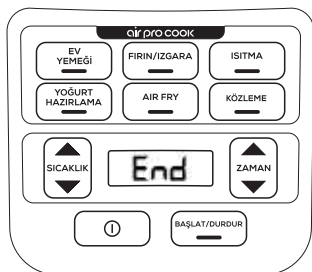 air pro cook
EV
YEMEĞİ
FIRIN/IZGARA
ISITMA
YOĞURT
HAZIRLAMA
AIR FRY
KÖZLEME
SICAKLIK
End
ZAMAN
BAŞLAT/DURDUR